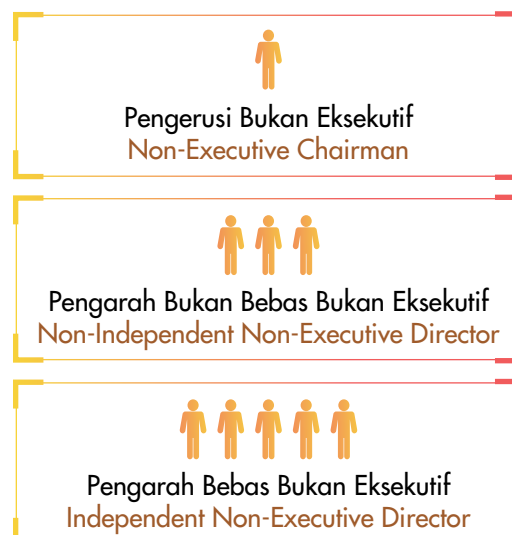 Pengerusi Bukan Eksekutif
Non-Executive Chairman
Pengarah Bukan Bebas Bukan Eksekutif
Non-Independent Non-Executive Director
Pengarah Bebas Bukan Eksekutif
Independent Non-Executive Director